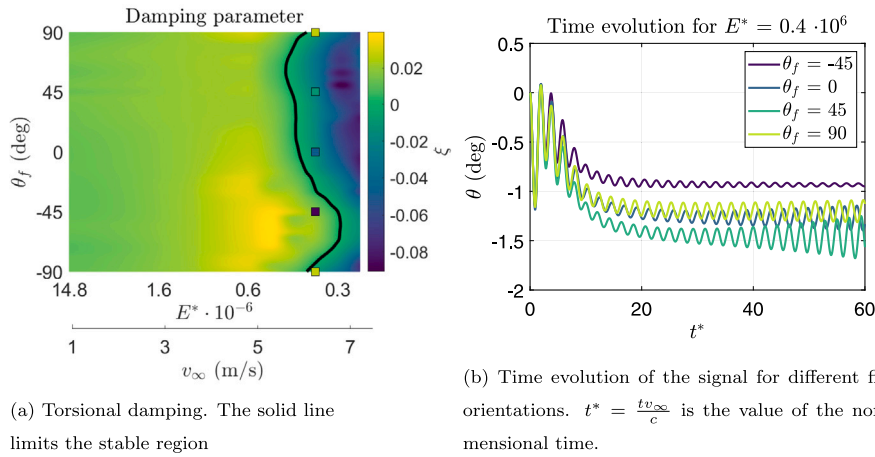 Damping parameter
90
45
0
-45
-90
θf (deg)
14.8
1.6
0.6
0.3
E* · 10⁻⁶
1
3
5
7
v∞ (m/s)
0.02
0
-0.02
-0.04
-0.06
-0.08
ξ
(a) Torsional damping. The solid line
limits the stable region
Time evolution for E* = 0.4 ·10⁶
0.5
0
-0.5
-1
-1.5
-2
θ (deg)
0
20
40
60
t*
θf = -45
θf = 0
θf = 45
θf = 90
(b) Time evolution of the signal for different
orientations. t* = tv∞/c is the value of the
mensional time.